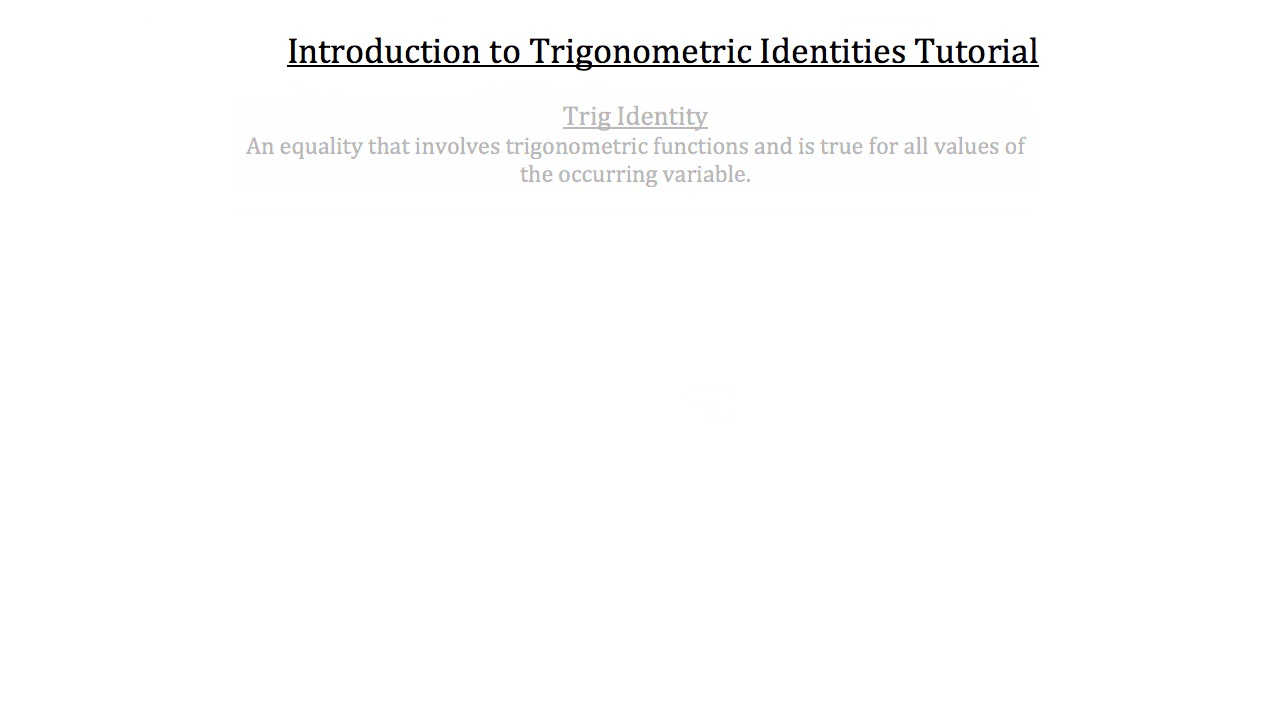 Introduction to Trigonometric Identities Tutorial
Trig Identity
An equality that involves trigonometric functions and is true for all values of
the occurring variable.